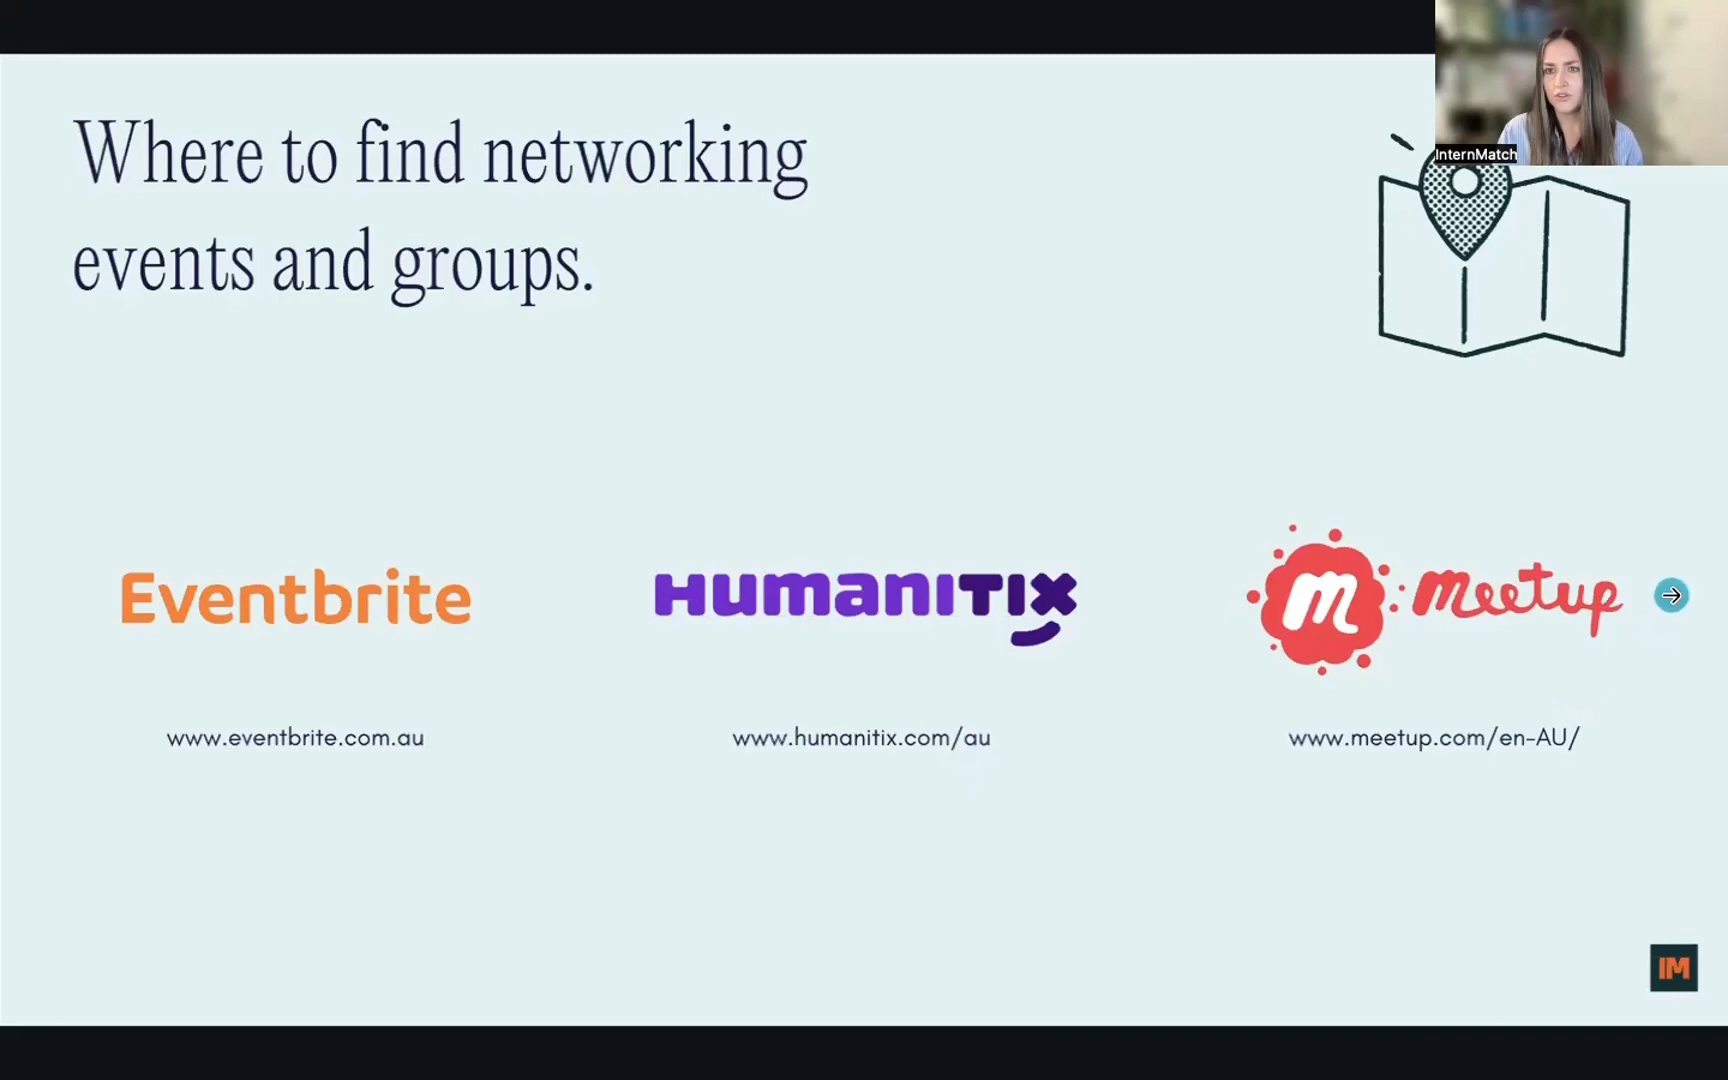 InternMatch
Where to find networking
events and groups.
Eventbrite
Humanitix
m meetup
www.eventbrite.com.au
www.humanitix.com/au
www.meetup.com/en-AU/
IM